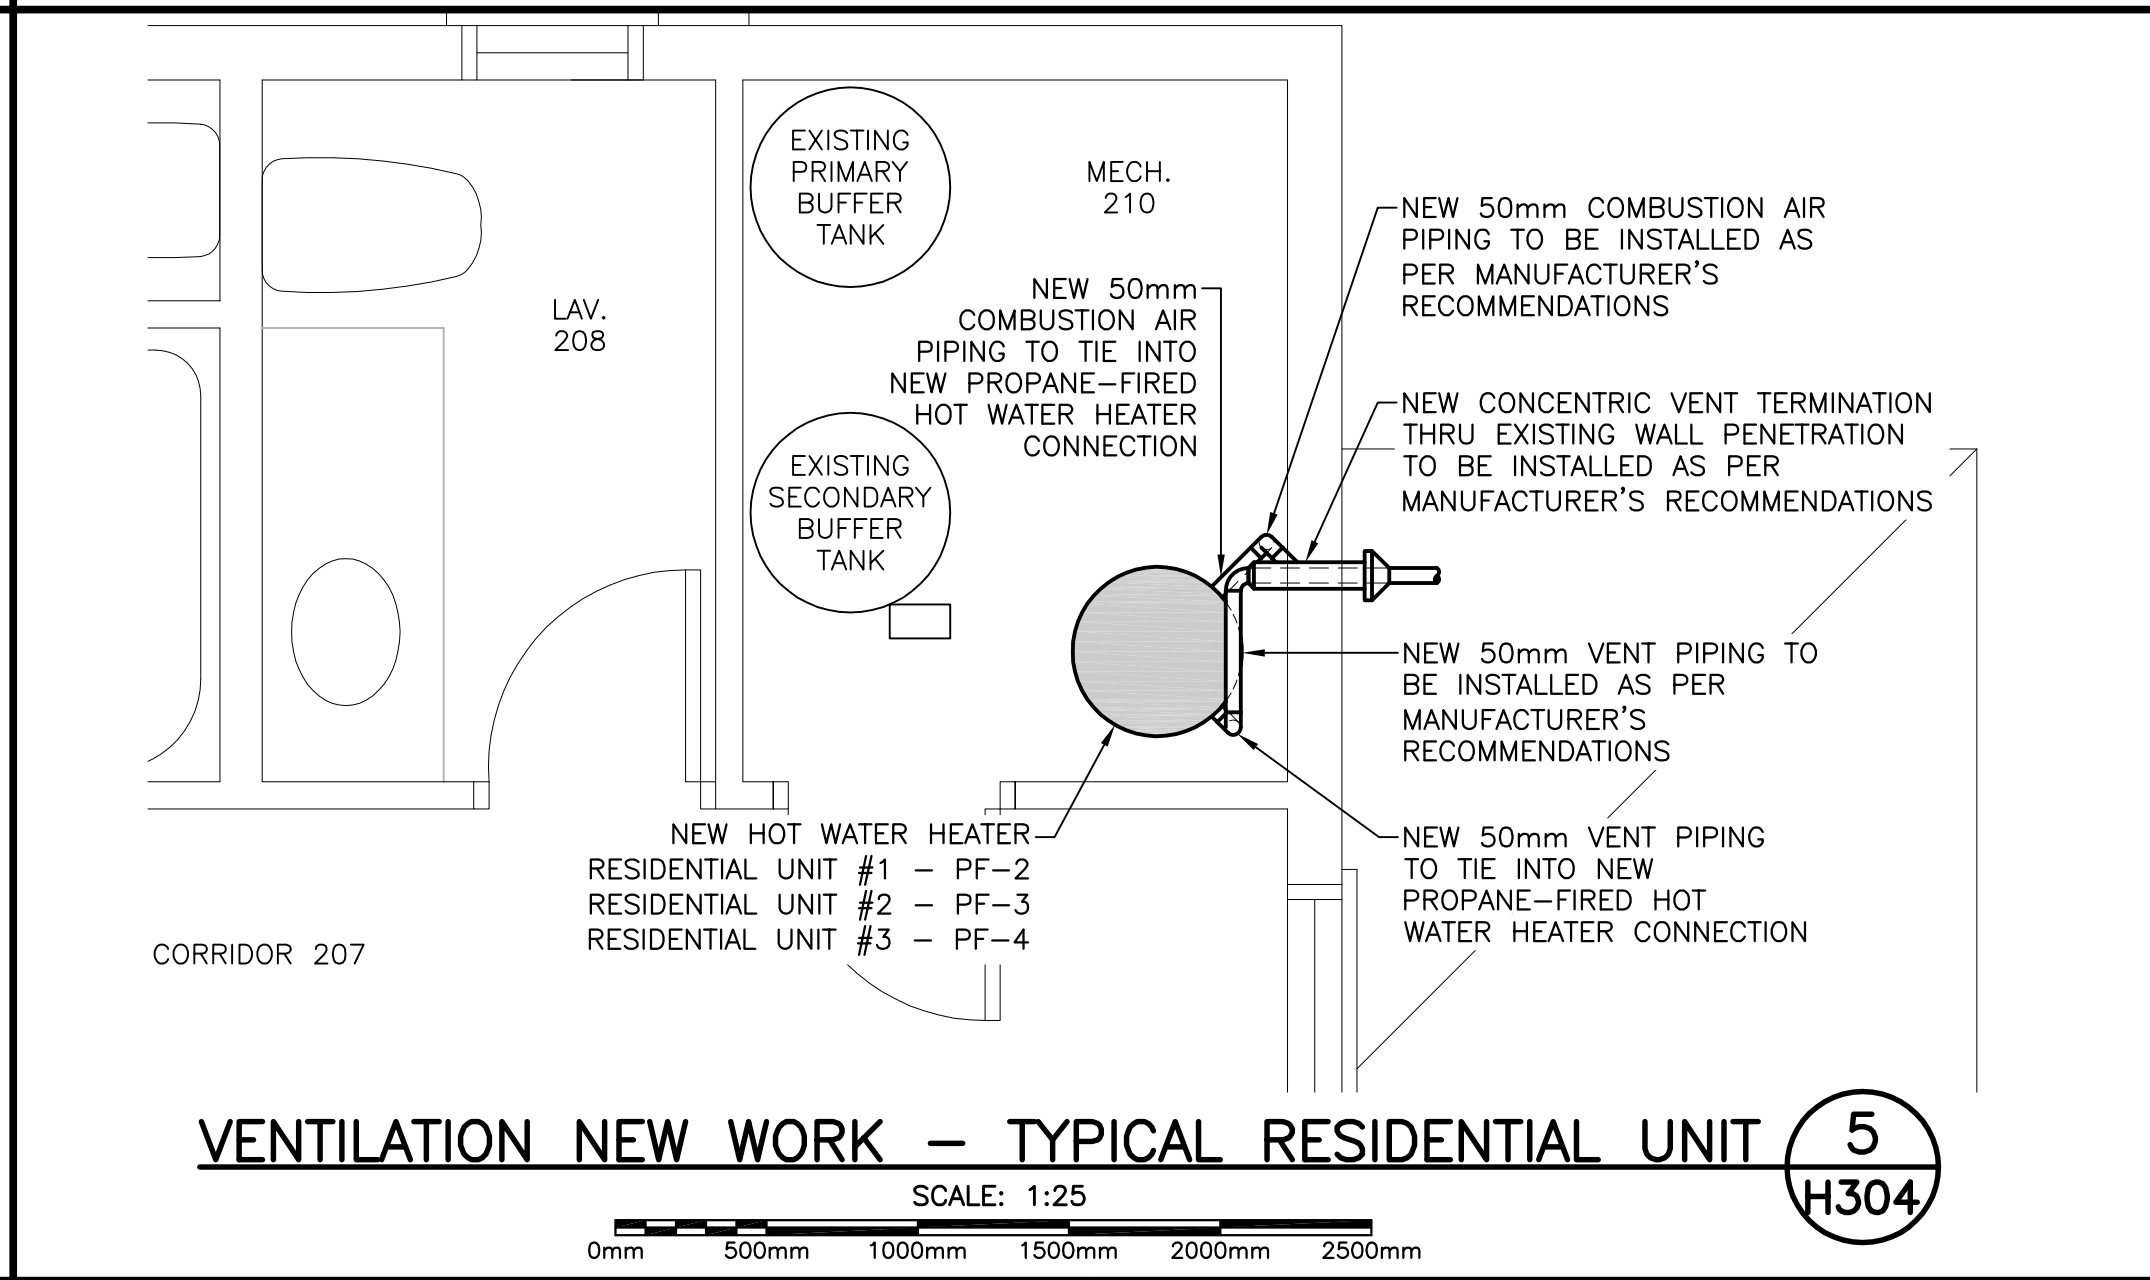 EXISTING
PRIMARY
BUFFER
TANK
MECH.
210
LAV.
208
NEW 50mm
COMBUSTION AIR
PIPING TO TIE INTO
NEW PROPANE-FIRED
HOT WATER HEATER
CONNECTION
EXISTING
SECONDARY
BUFFER
TANK
NEW 50mm COMBUSTION AIR
PIPING TO BE INSTALLED AS
PER MANUFACTURER'S
RECOMMENDATIONS
NEW CONCENTRIC VENT TERMINATION
THRU EXISTING WALL PENETRATION
TO BE INSTALLED AS PER
MANUFACTURER'S RECOMMENDATIONS
NEW 50mm VENT PIPING TO
BE INSTALLED AS PER
MANUFACTURER'S
RECOMMENDATIONS
NEW 50mm VENT PIPING
TO TIE INTO NEW
PROPANE-FIRED HOT
WATER HEATER CONNECTION
NEW HOT WATER HEATER
RESIDENTIAL UNIT #1 - PF-2
RESIDENTIAL UNIT #2 - PF-3
RESIDENTIAL UNIT #3 - PF-4
CORRIDOR 207
VENTILATION NEW WORK - TYPICAL RESIDENTIAL UNIT
5
H304
SCALE: 1:25
0mm 500mm 1000mm 1500mm 2000mm 2500mm